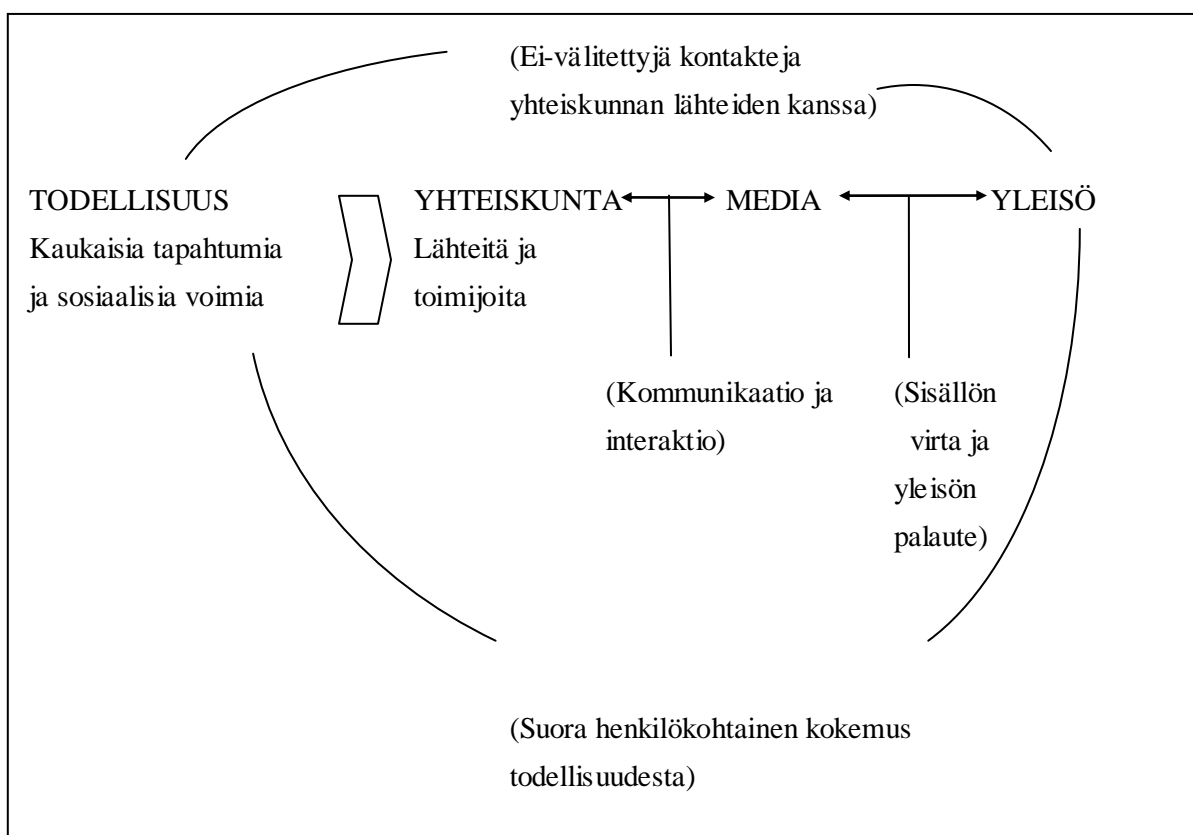 (Ei-välitettyjä kontakteja
yhteiskunnan lähteiden kanssa)
TODELLISUUS
Kaukaisia tapahtumia
ja sosiaalisia voimia
YHTEISKUNTA
Lähteitä ja
toimijoita
MEDIA
YLEISÖ
(Kommunikaatio ja
interaktio)
(Sisällön
virta ja
yleisön
palaute)
(Suora henkilökohtainen kokemus
todellisuudesta)